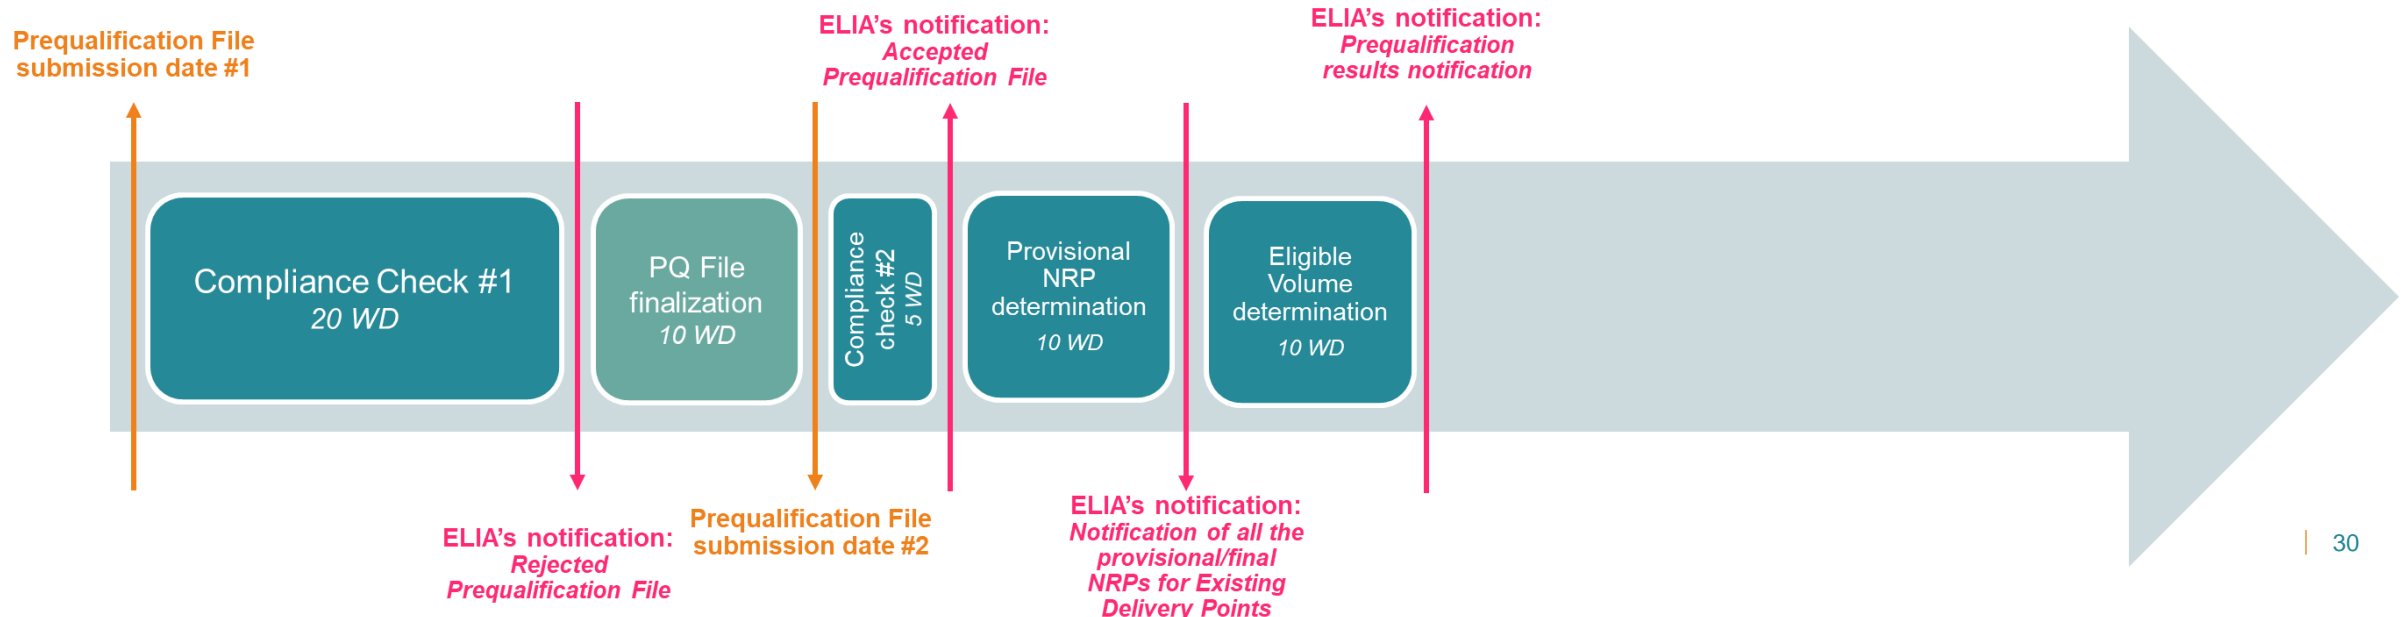 Prequalification File
submission date #1
ELIA's notification:
Accepted
Prequalification File
ELIA's notification:
Prequalification
results notification
Compliance Check #1
20 WD
PQ File
finalization
10 WD
Compliance
check #2
5 WD
Provisional
NRP
determination
10 WD
Eligible
Volume
determination
10 WD
ELIA's notification:
Rejected
Prequalification File
Prequalification File
submission date #2
ELIA's notification:
Notification of all the
provisional/final
NRPs for Existing
Delivery Points
30